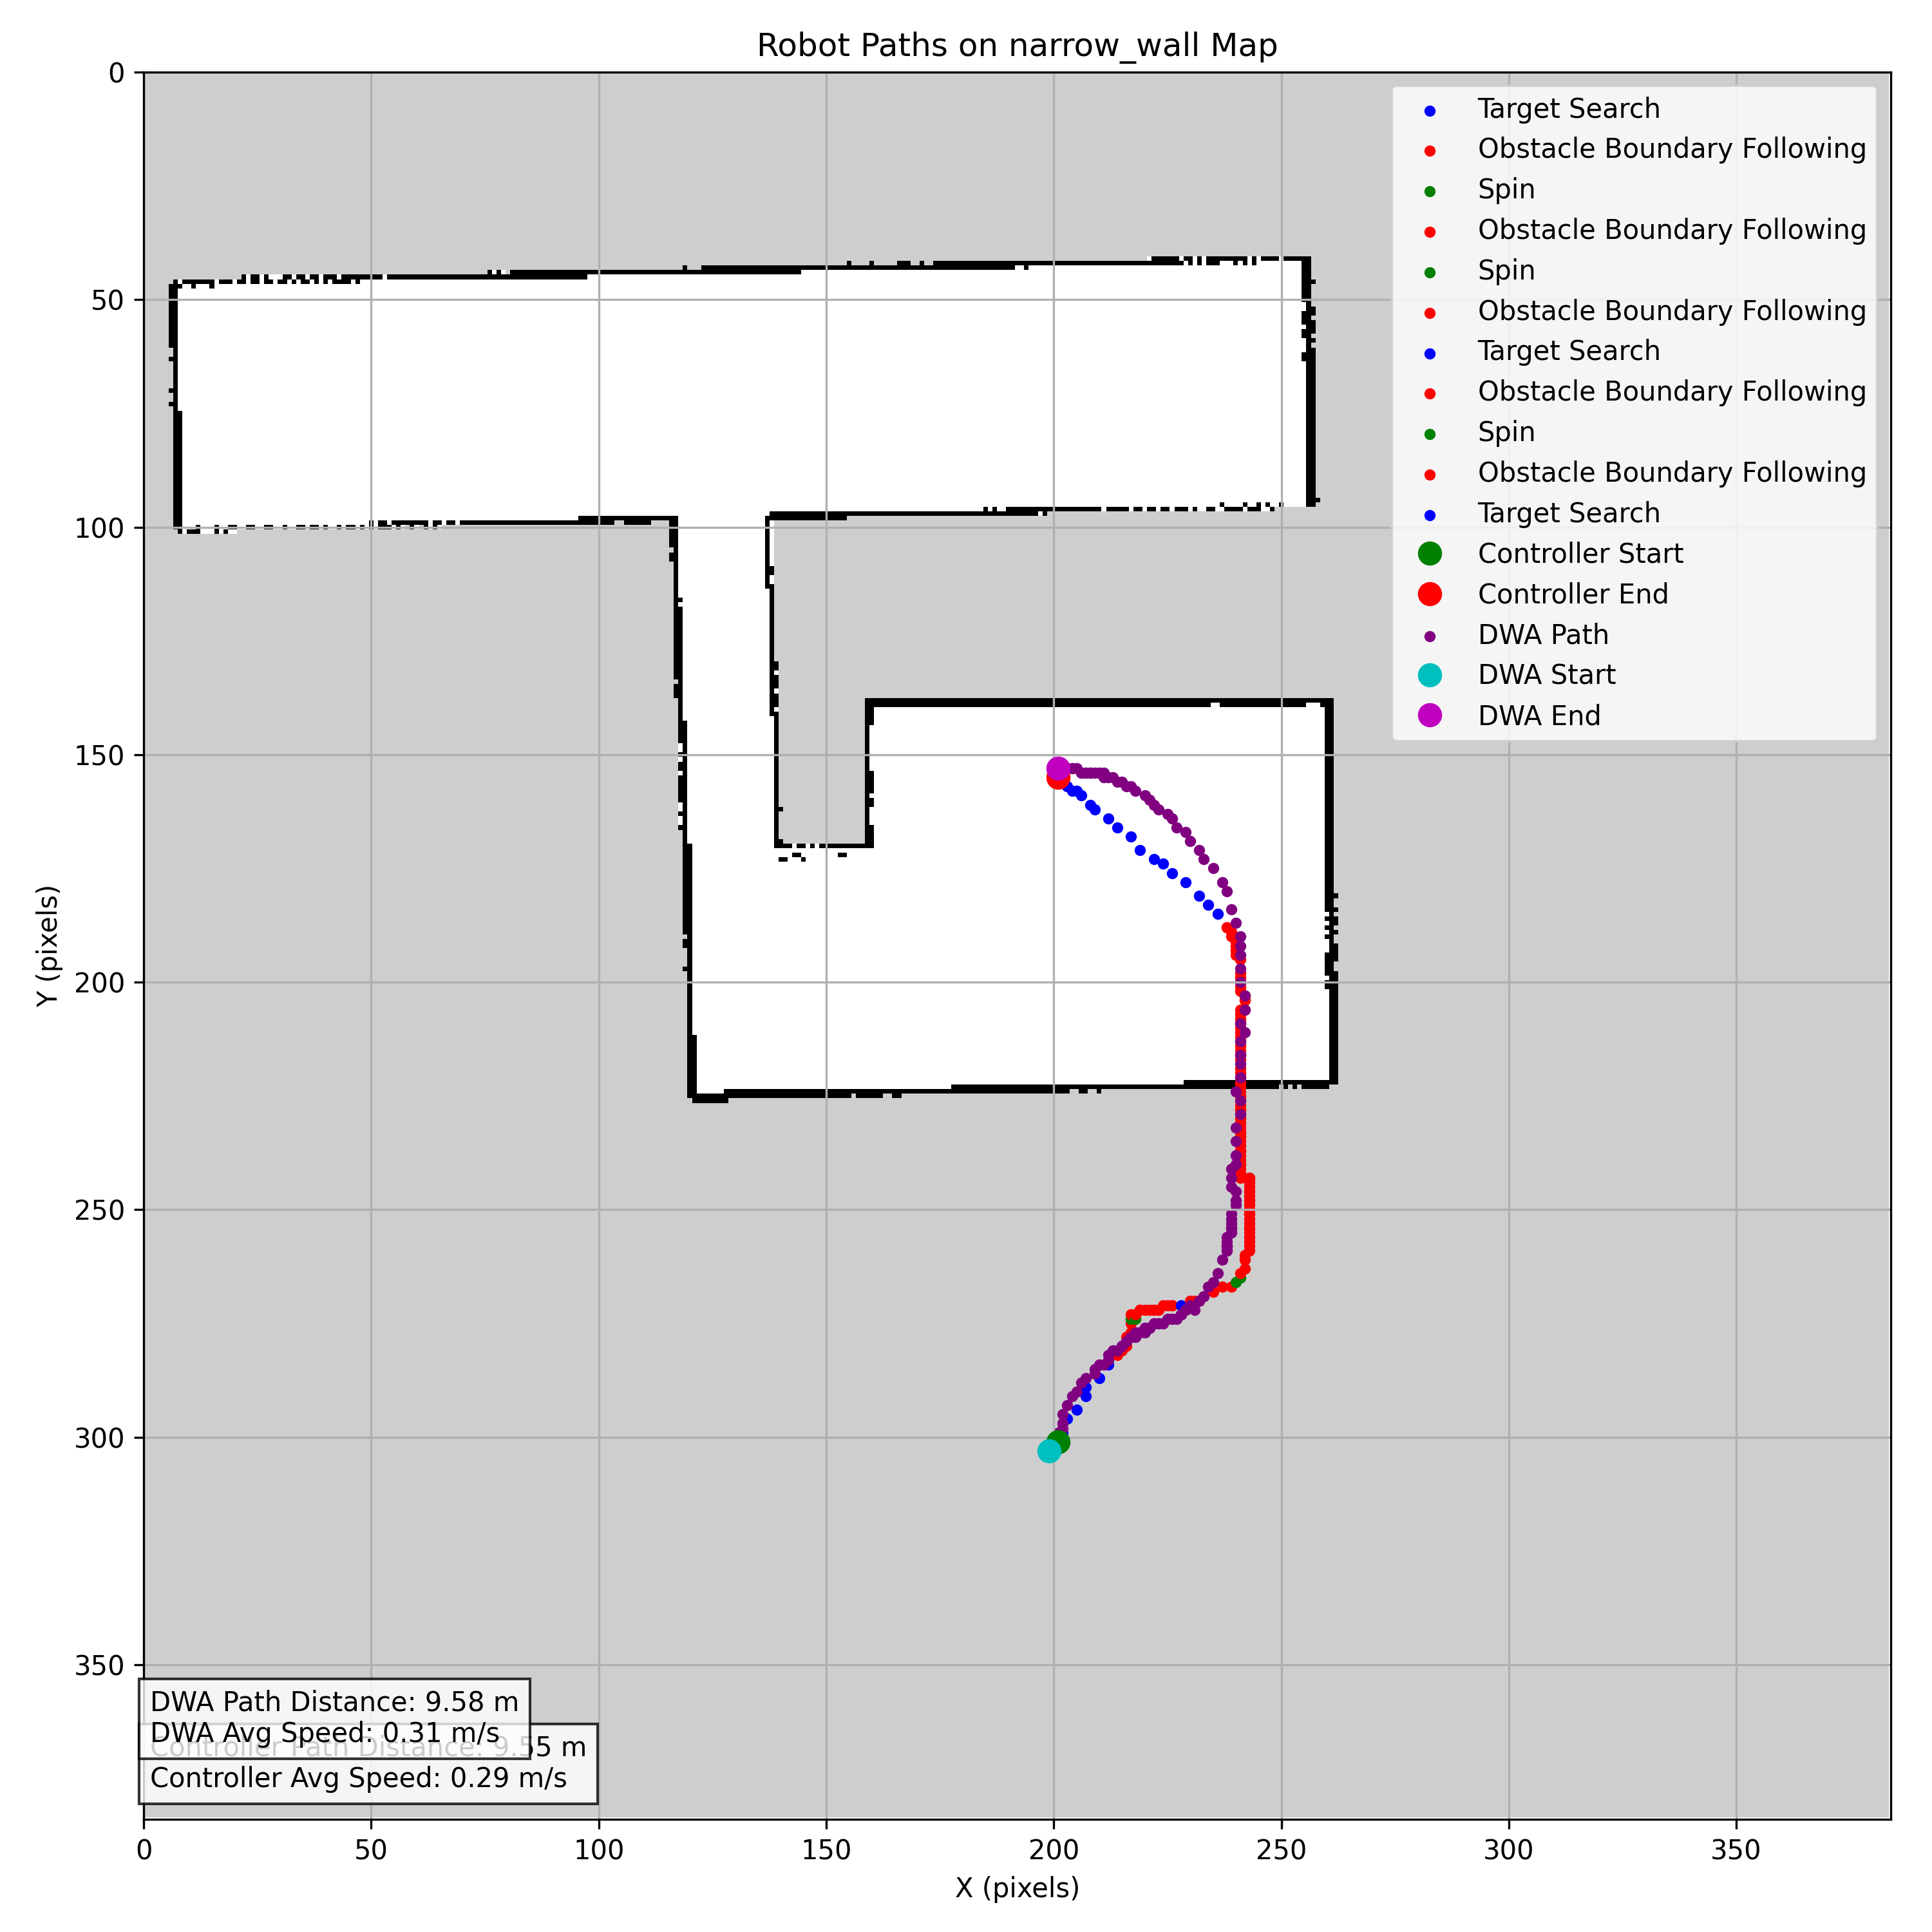 Robot Paths on narrow_wall Map
0
50
100
150
200
250
300
350
Y (pixels)
Target Search
Obstacle Boundary Following
Spin
Obstacle Boundary Following
Spin
Obstacle Boundary Following
Target Search
Obstacle Boundary Following
Spin
Obstacle Boundary Following
Target Search
Controller Start
Controller End
DWA Path
DWA Start
DWA End
DWA Path Distance: 9.58 m
DWA Avg Speed: 0.31 m/s
Controller Path Distance: 9.55 m
Controller Avg Speed: 0.29 m/s
0 50 100 150 200 250 300 350
X (pixels)